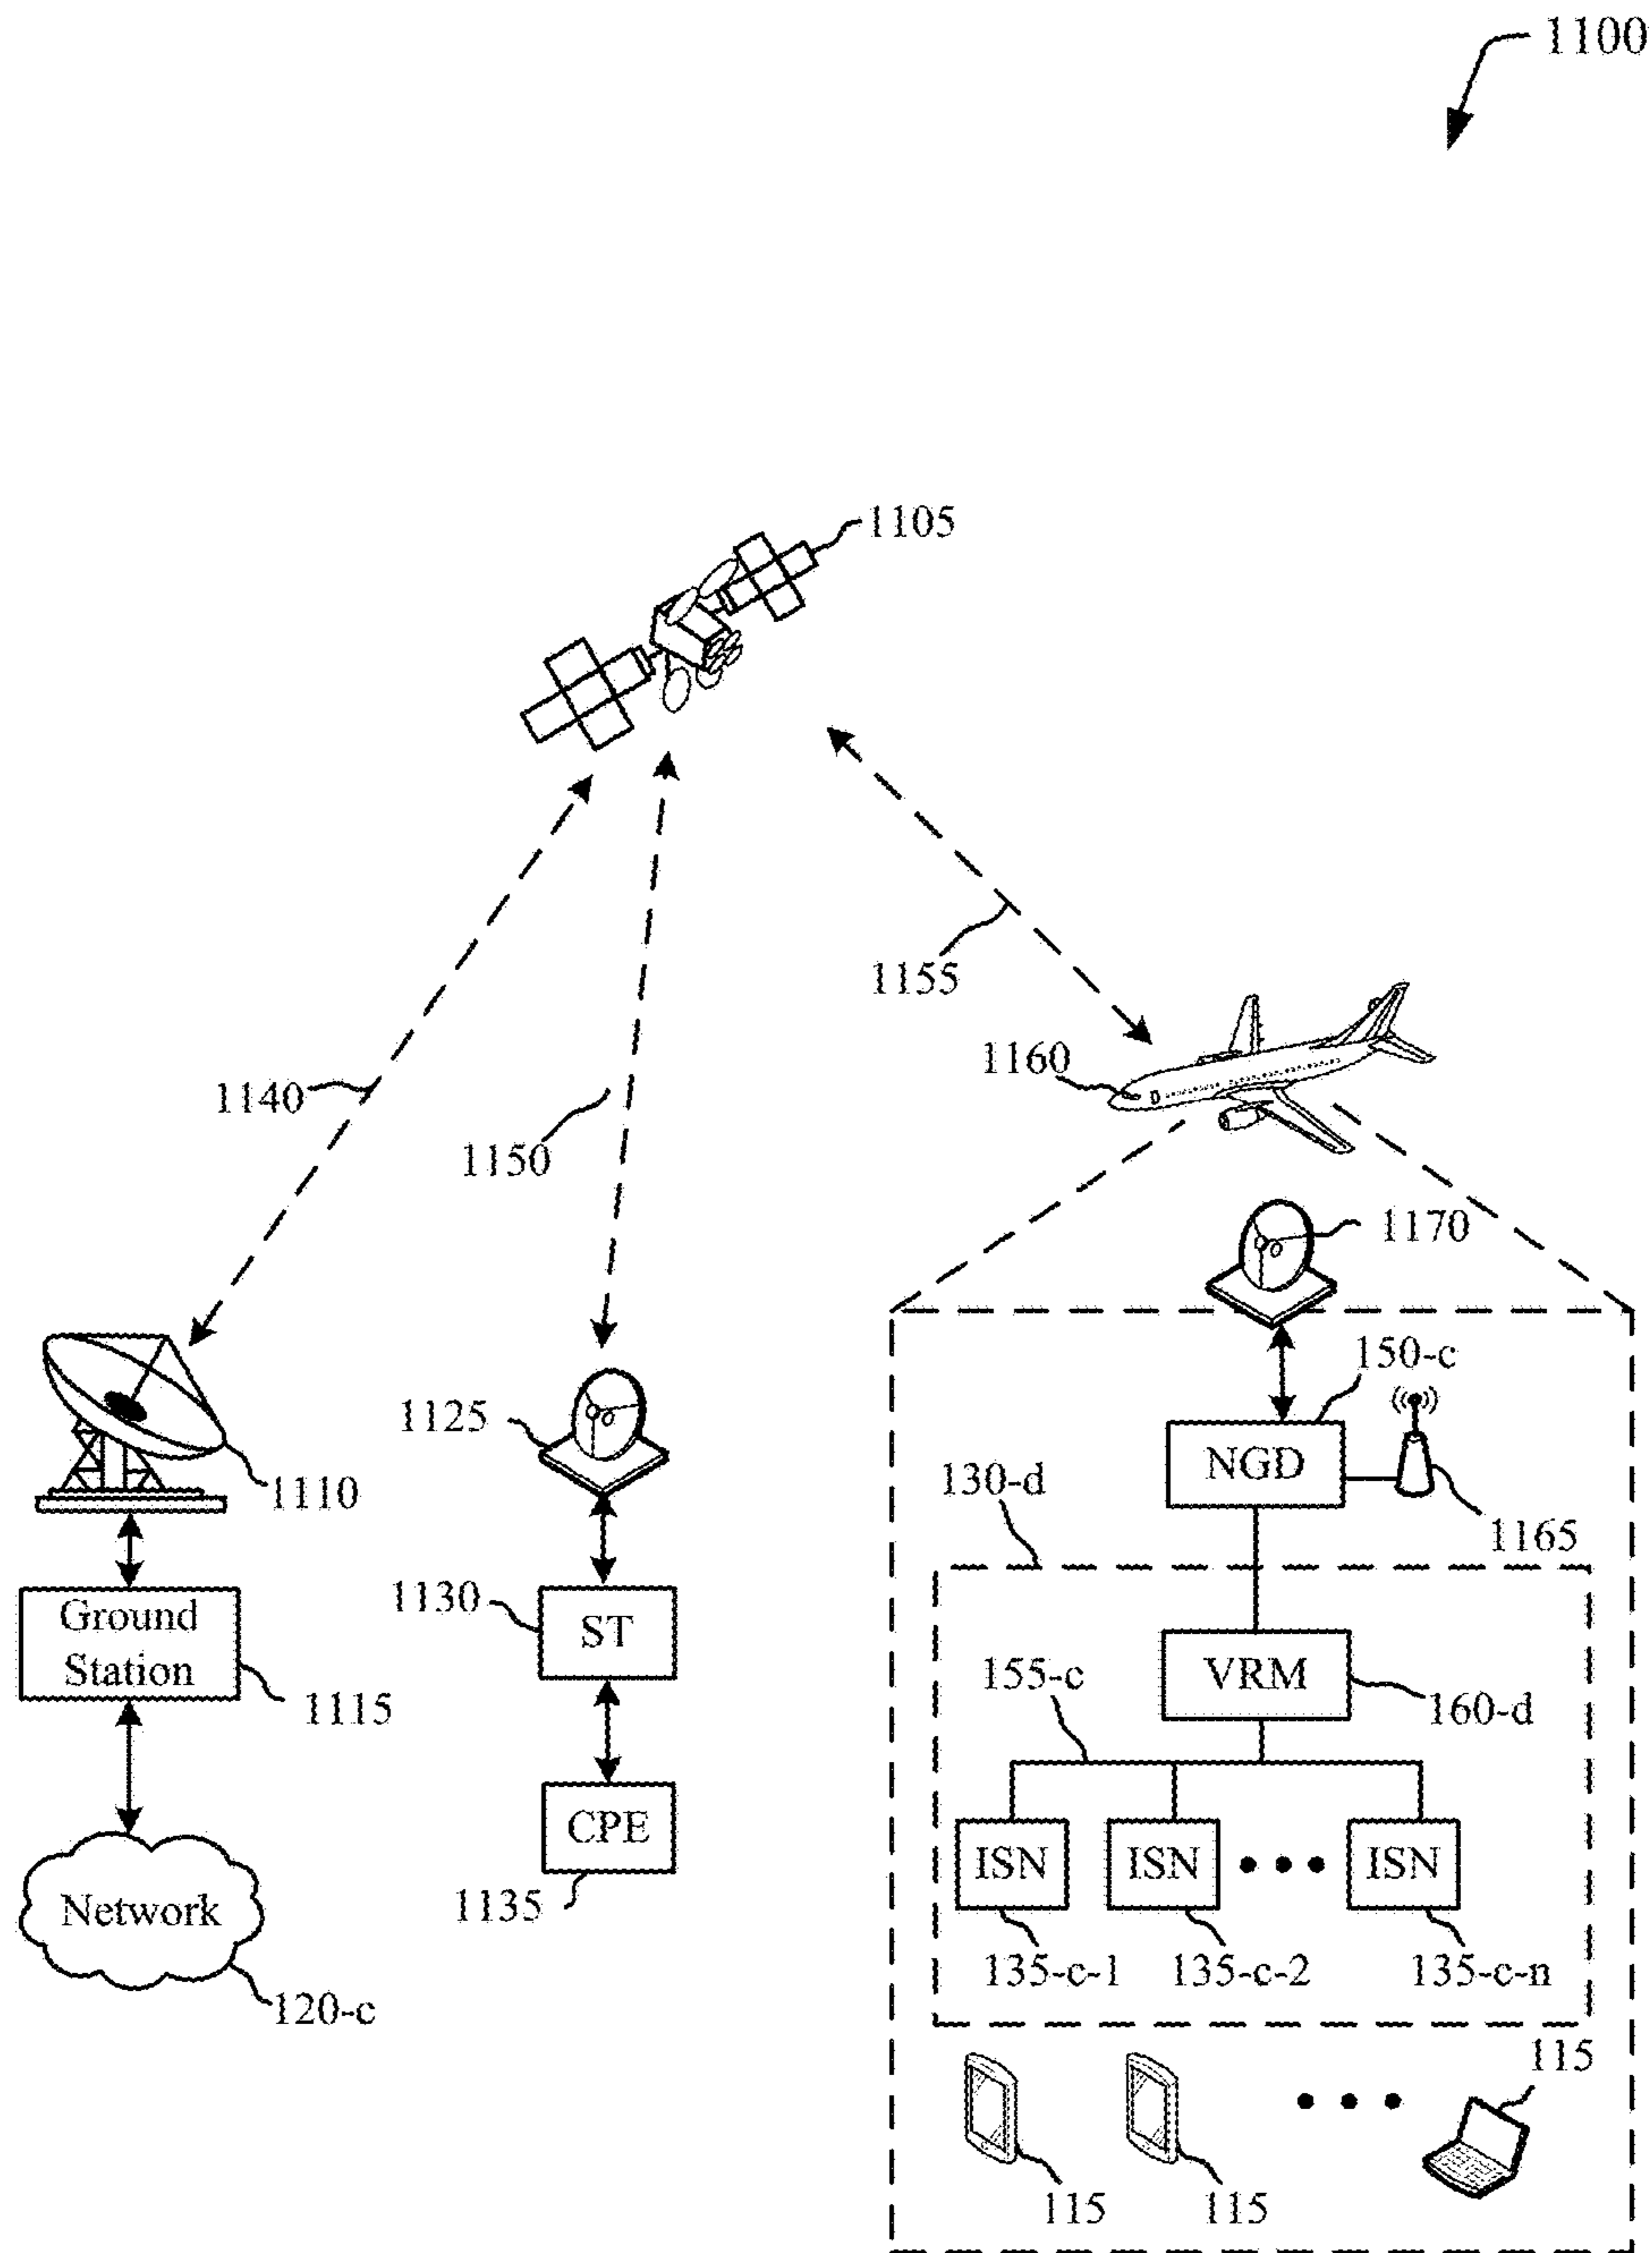 1100
1105
1155
1160
1140
1150
1170
150-c
1125
NGD
130-d
1110
1165
1130
Ground
Station
ST
155-c
VRM
1115
160-d
CPE
ISN
ISN
ISN
Network
1135
135-c-1
135-c-2
135-c-n
120-c
115
115
115